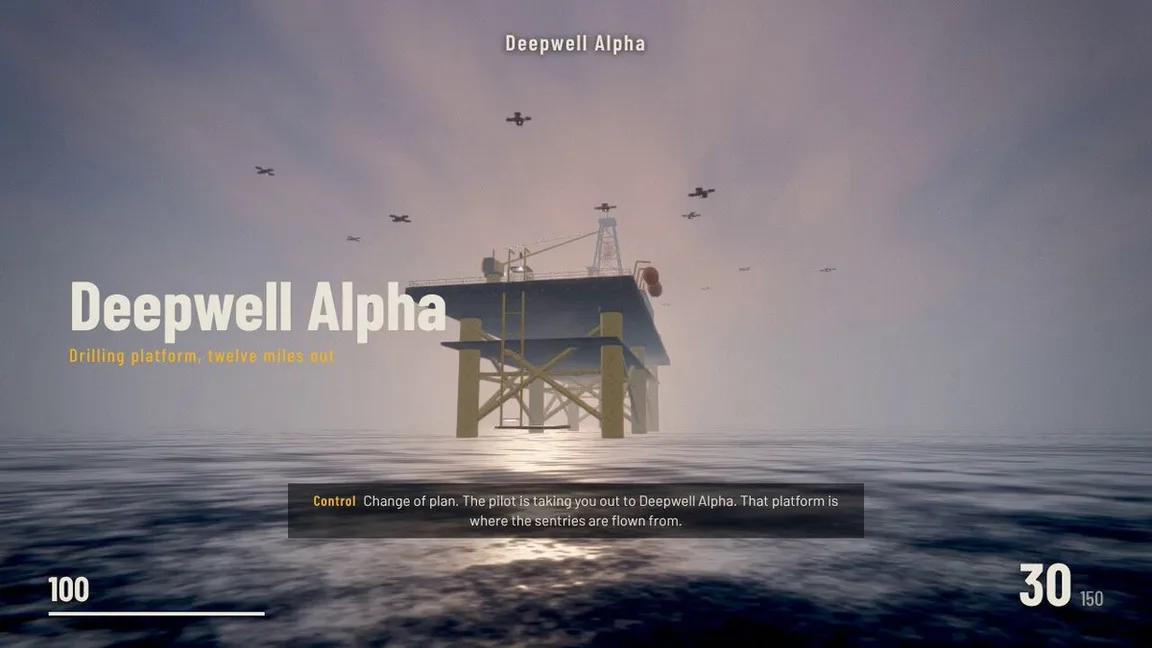 Deepwell Alpha
Deepwell Alpha
Drilling platform, twelve miles out
Control Change of plan. The pilot is taking you out to Deepwell Alpha. That platform is
where the sentries are flown from.
100
30 150